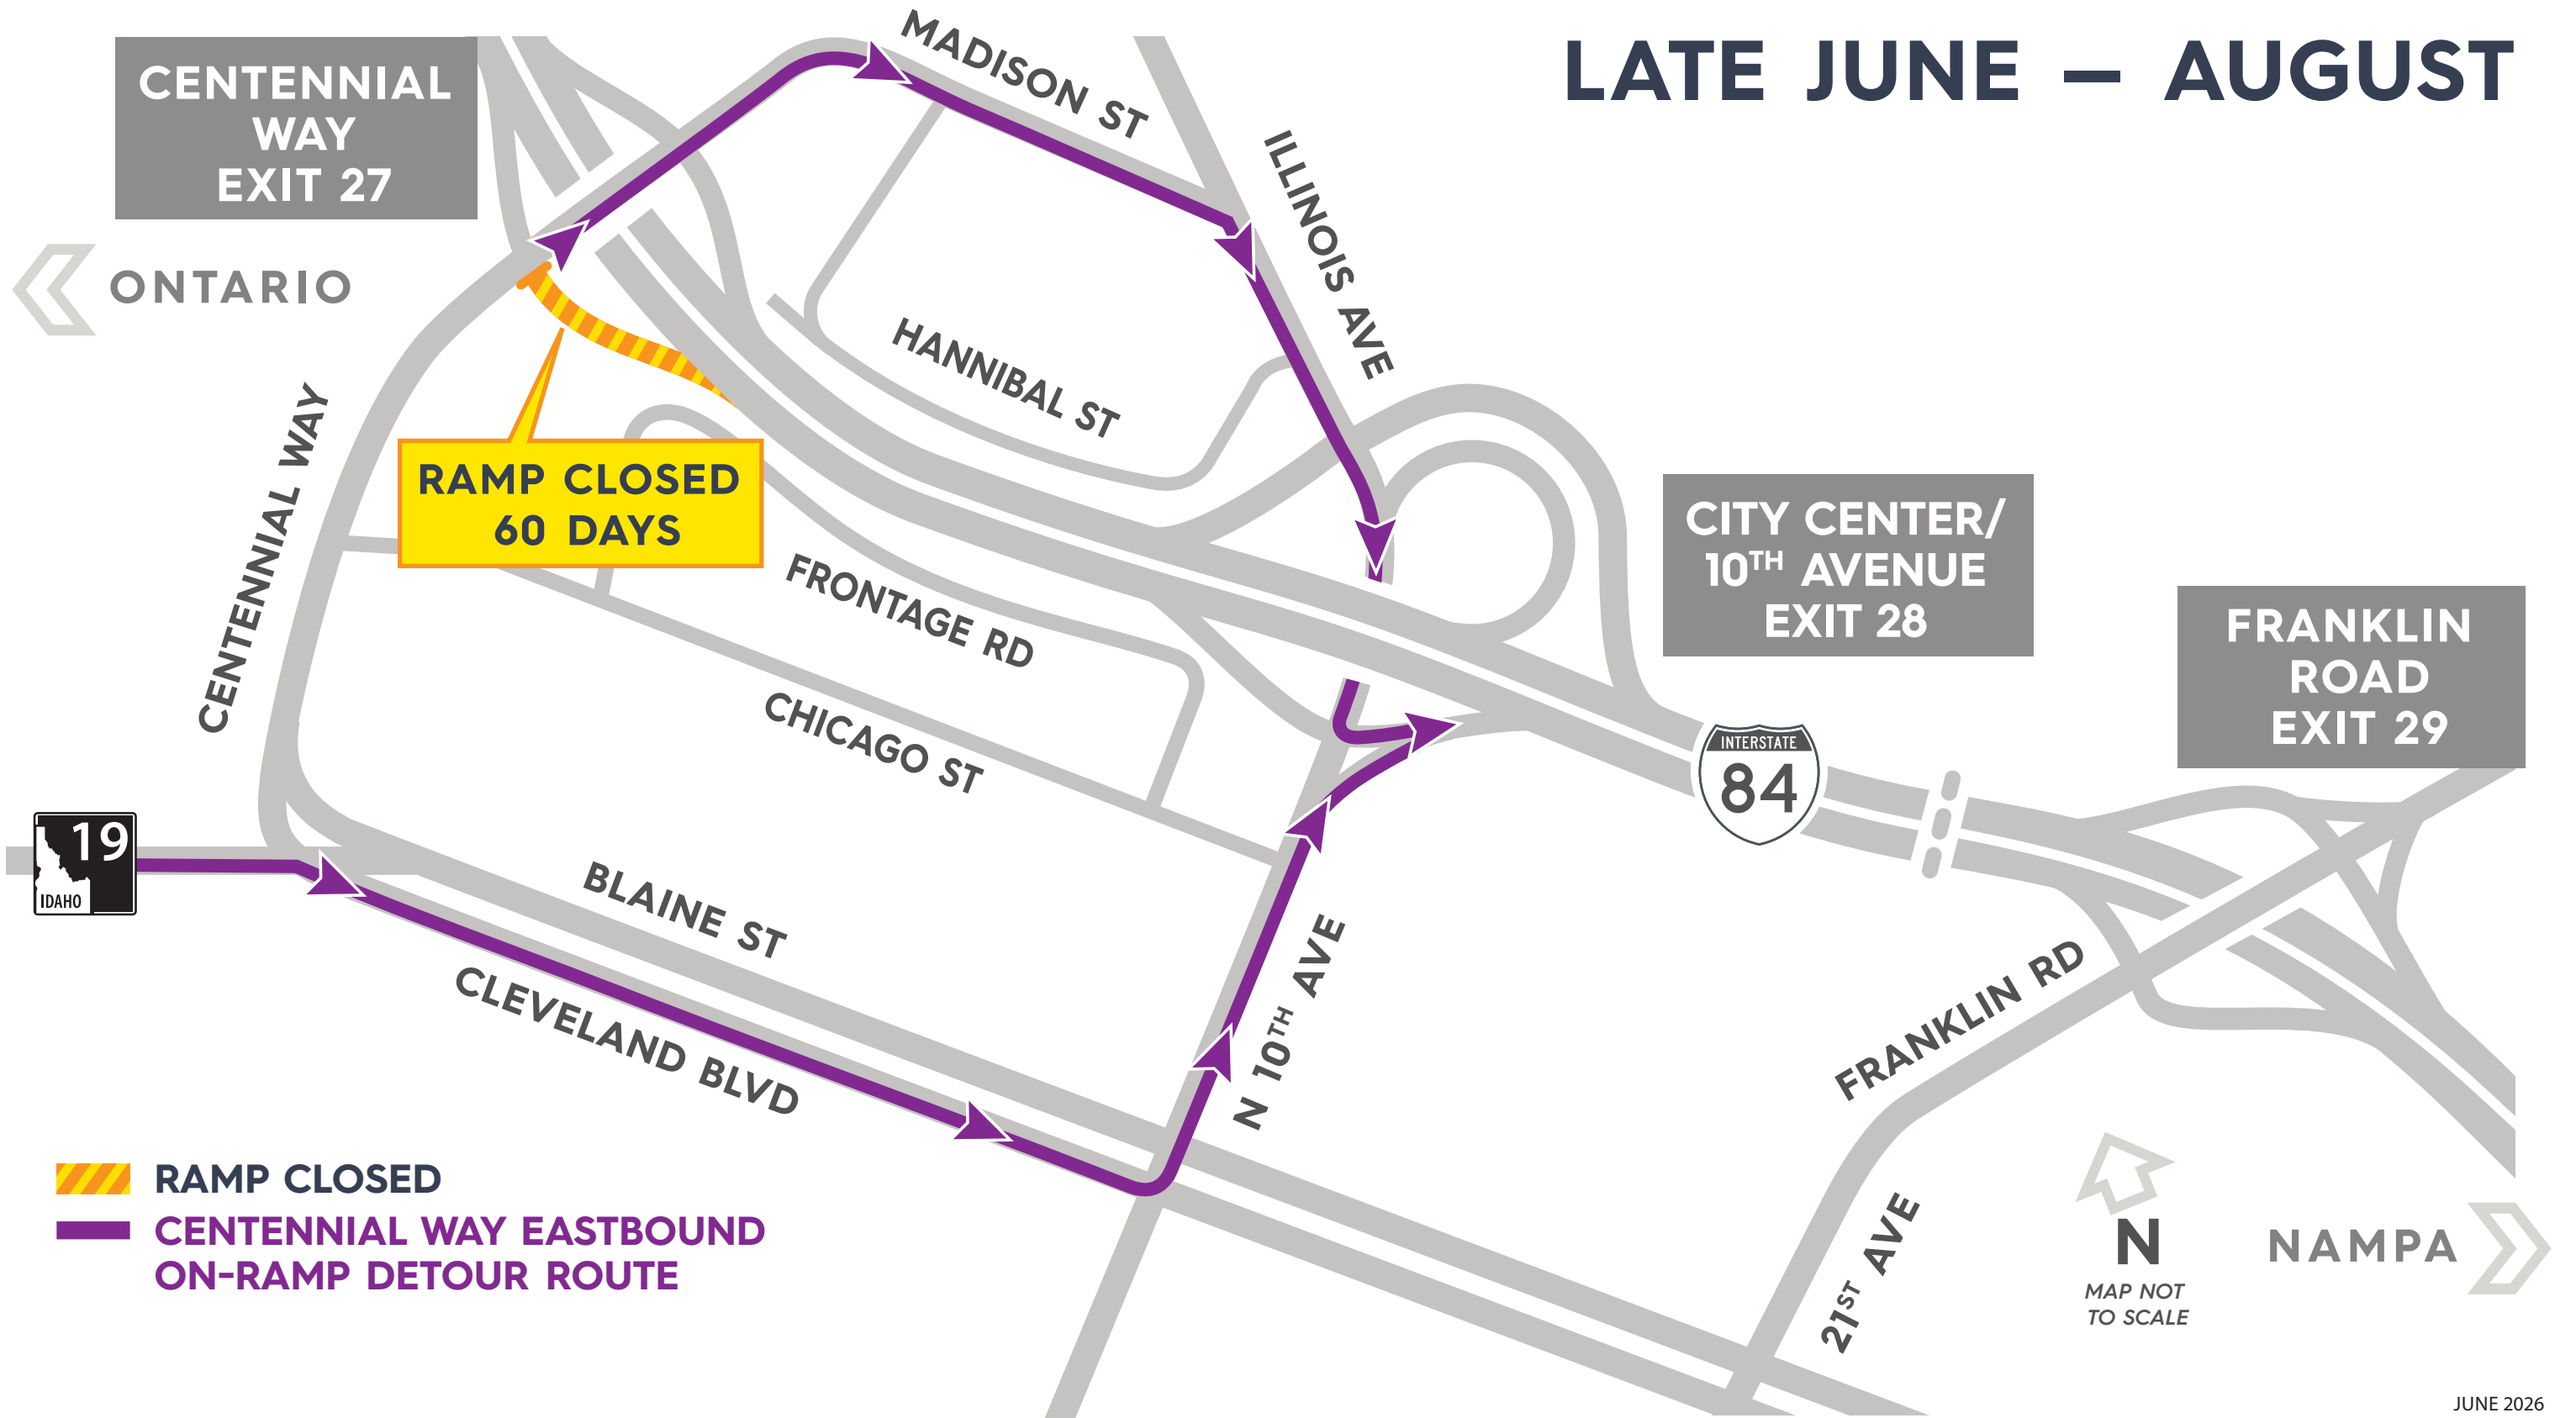 LATE JUNE — AUGUST
MADISON ST
CENTENNIAL
WAY
EXIT 27
ILLINOIS AVE
ONTARIO
HANNIBAL ST
CENTENNIAL WAY
RAMP CLOSED
60 DAYS
CITY CENTER/
10TH AVENUE
EXIT 28
FRONTAGE RD
FRANKLIN
ROAD
EXIT 29
CHICAGO ST
INTERSTATE
84
19
IDAHO
BLAINE ST
CLEVELAND BLVD
N 10TH AVE
FRANKLIN RD
RAMP CLOSED
CENTENNIAL WAY EASTBOUND
ON-RAMP DETOUR ROUTE
21ST AVE
N
MAP NOT
TO SCALE
NAMPA
JUNE 2026